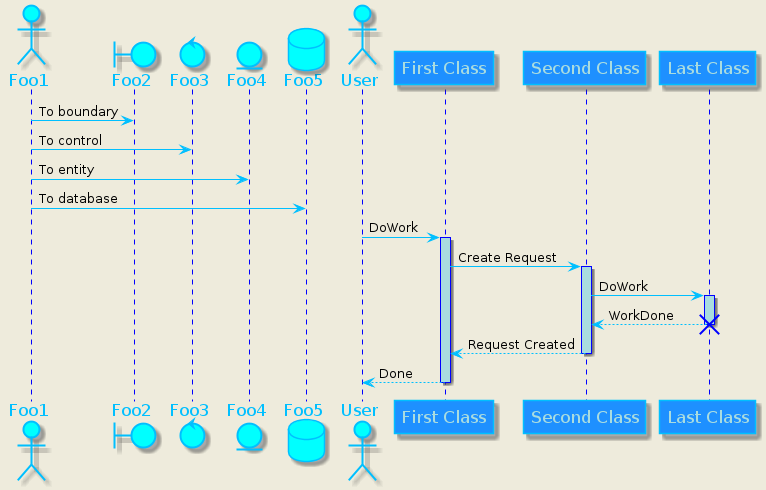 Foo1 Foo2 Foo3 Foo4 Foo5 User First Class Second Class Last Class
To boundary
To control
To entity
To database
DoWork
Create Request
DoWork
WorkDone
Request Created
Done
Foo1 Foo2 Foo3 Foo4 Foo5 User First Class Second Class Last Class